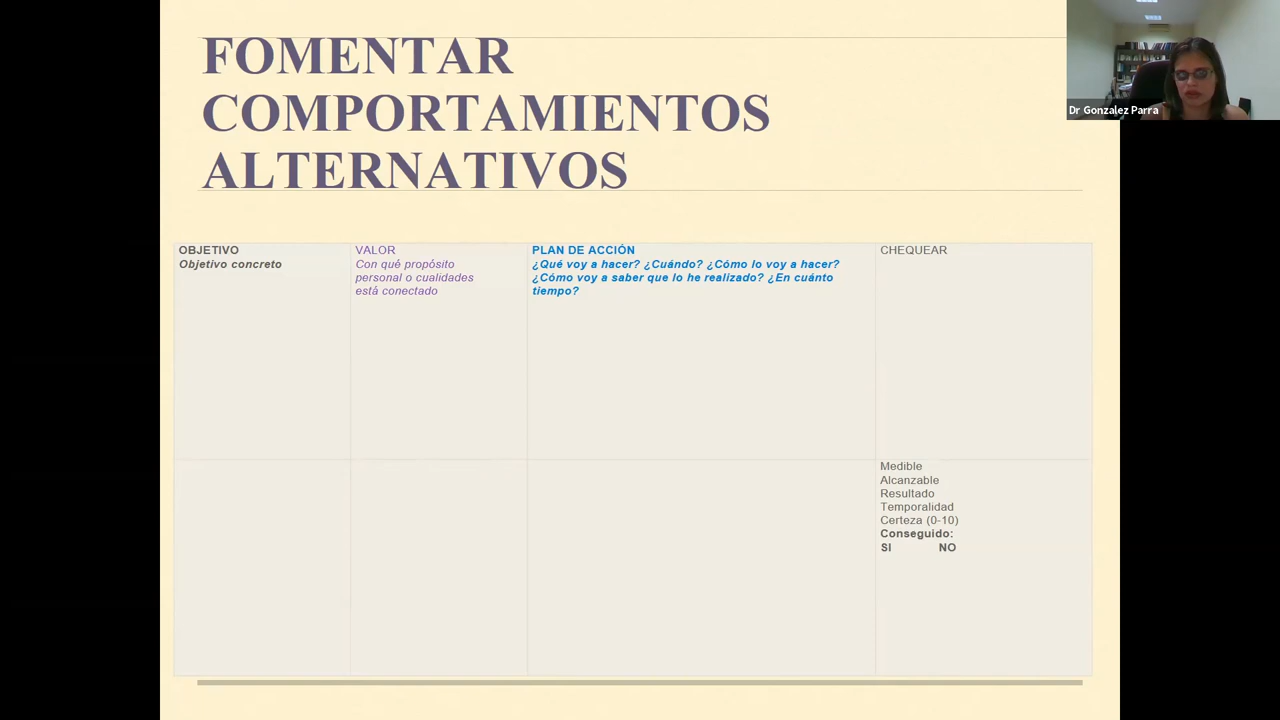 FOMENTAR
COMPORTAMIENTOS
ALTERNATIVOS
Dr Gonzalez Parra
OBJETIVO
Objetivo concreto
VALOR
Con qué propósito
personal o cualidades
está conectado
PLAN DE ACCIÓN
¿Qué voy a hacer? ¿Cuándo? ¿Cómo lo voy a hacer?
¿Cómo voy a saber que lo he realizado? ¿En cuánto
tiempo?
CHEQUEAR
Medible
Alcanzable
Resultado
Temporalidad
Certeza (0-10)
Conseguido:
SI NO